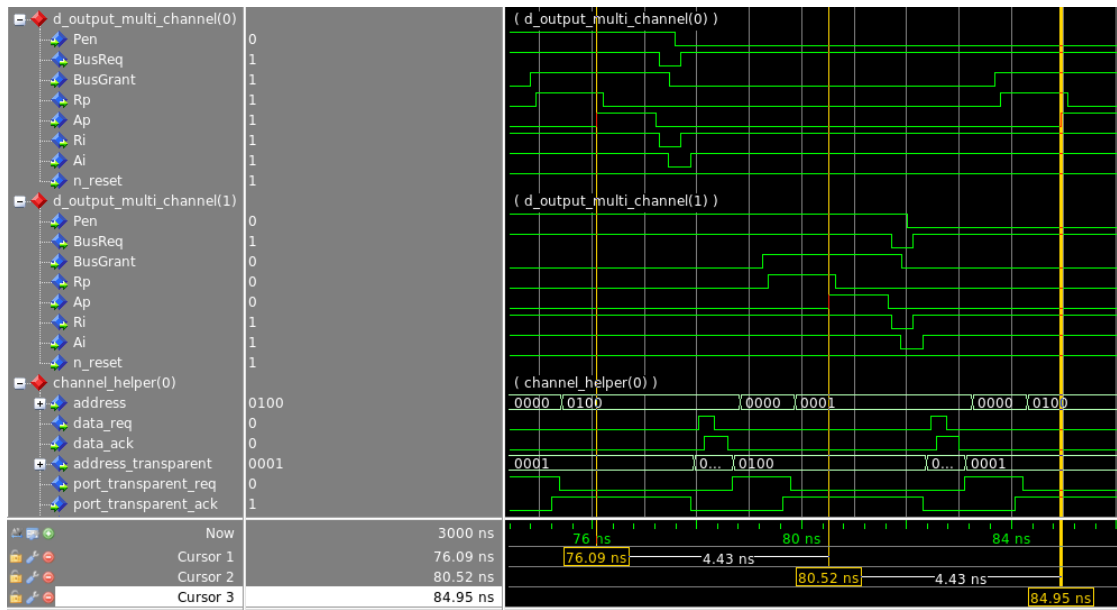 d_output_multi_channel(0) ( d_output_multi_channel(0) )
Pen 0
BusReq 1
BusGrant 1
Rp 1
Ap 1
Ri 1
Ai 1
n_reset 1
d_output_multi_channel(1) ( d_output_multi_channel(1) )
Pen 0
BusReq 1
BusGrant 0
Rp 0
Ap 0
Ri 1
Ai 1
n_reset 1
channel_helper(0) ( channel_helper(0) )
address 0100 0000 0100 0000 0001 0000 0100
data_req 0
data_ack 0
address_transparent 0001 0001 0... 0100 0... 0001
port_transparent_req 0
port_transparent_ack 1
Now 3000 ns 76 ns 80 ns 84 ns
Cursor 1 76.09 ns 76.09 ns 4.43 ns
Cursor 2 80.52 ns 80.52 ns 4.43 ns
Cursor 3 84.95 ns 84.95 ns